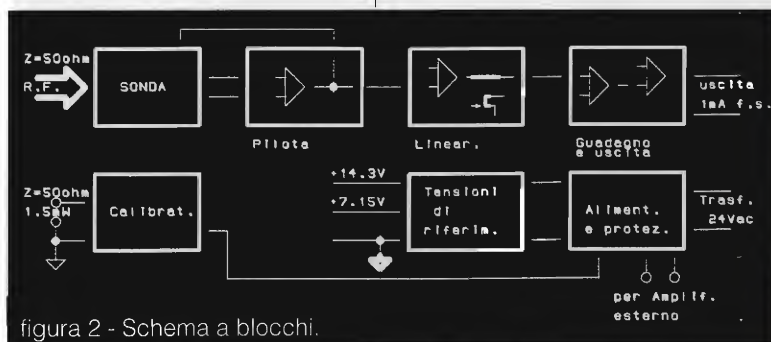 Z=50ohm
R.F.
SONDA
Pilota
Linear.
Guadagno
e uscita
uscita
1mA f.s.
Z=50ohm
1.5mW
Calibrat.
+14.3V
+7.15V
Tensioni
di
riferim.
Aliment.
e protez.
Trasf.
24Vac
per Amplif.
esterno
figura 2 - Schema a blocchi.